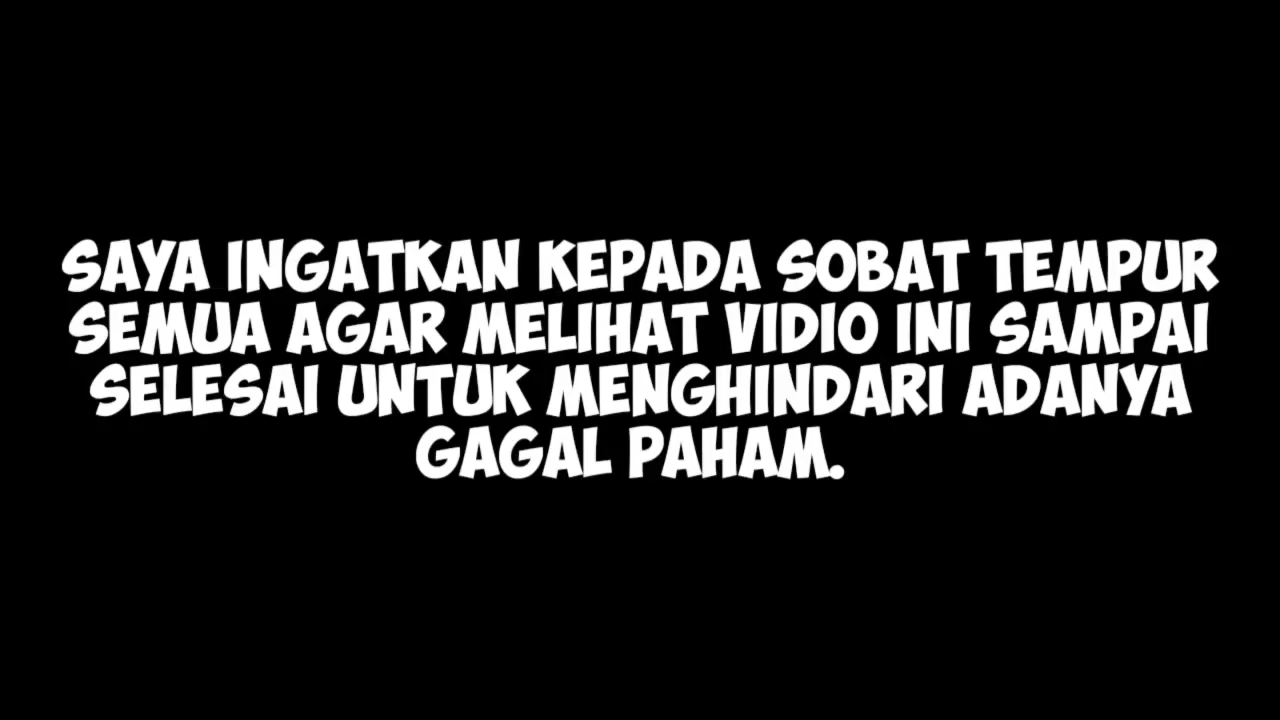 SAYA INGATKAN KEPADA SOBAT TEMPUR
SEMUA AGAR MELIHAT VIDIO INI SAMPAI
SELESAI UNTUK MENGHINDARI ADANYA
GAGAL PAHAM.